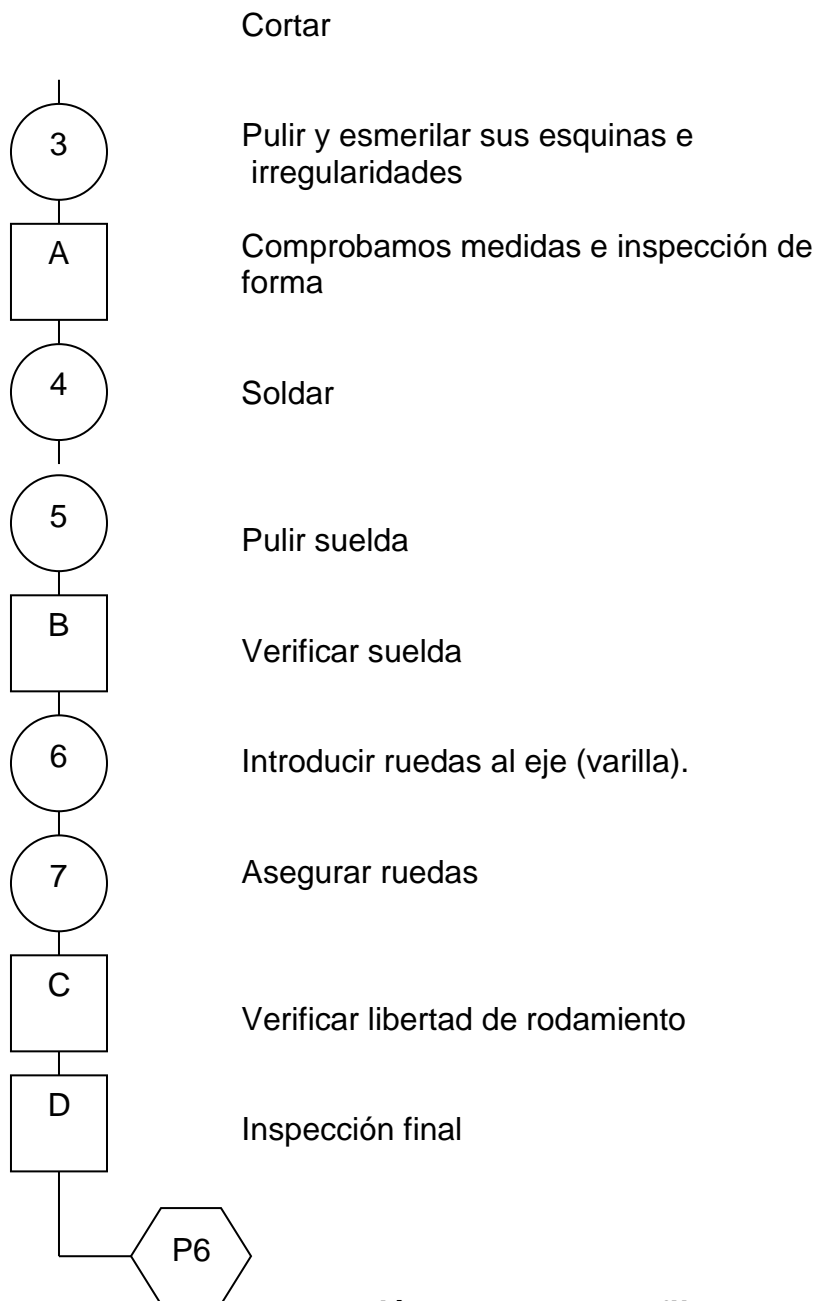 Cortar
3
Pulir y esmerilar sus esquinas e
irregularidades
A
Comprobamos medidas e inspección de
forma
4
Soldar
5
Pulir suelda
B
Verificar suelda
6
Introducir ruedas al eje (varilla).
7
Asegurar ruedas
C
Verificar libertad de rodamiento
D
Inspección final
P6